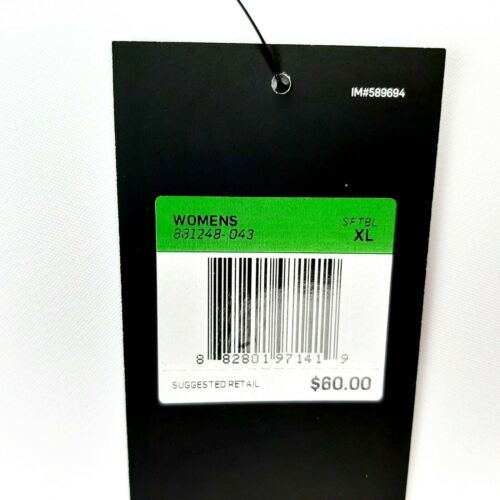 IM#589694
WOMENS SFTBL
831248-043 XL
8 82801 97141 9
SUGGESTED RETAIL $60.00